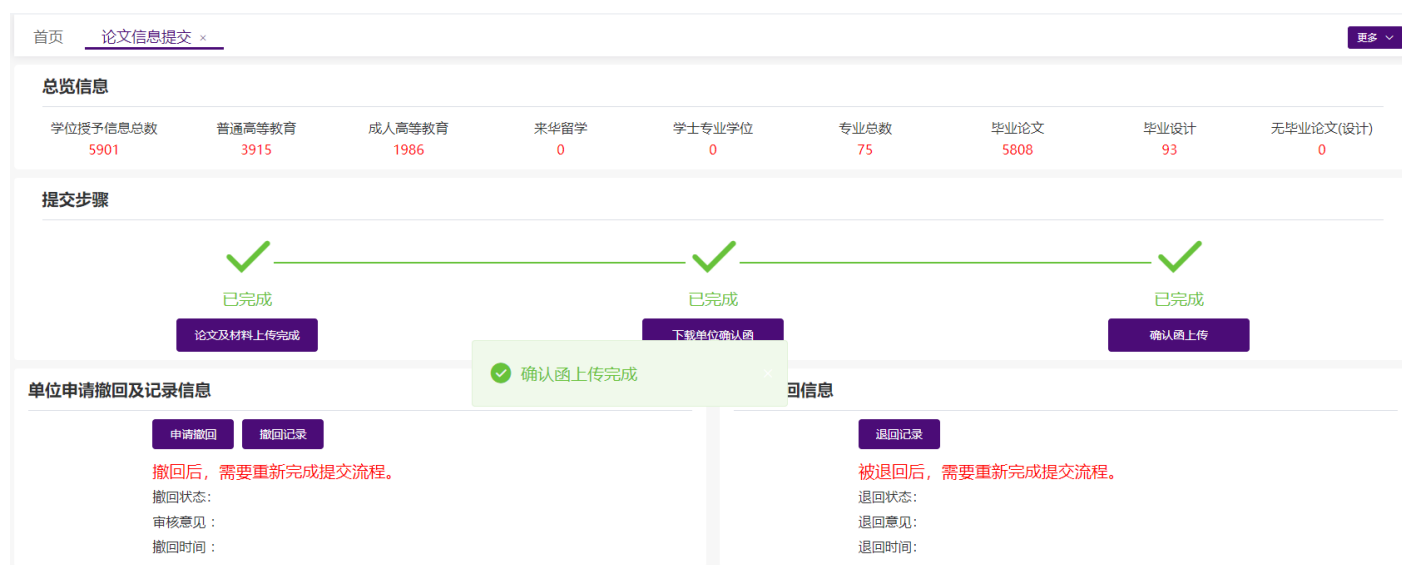 首页 论文信息提交 × 更多
总览信息
学位授予信息总数 普通高等教育 成人高等教育 来华留学 学士专业学位 专业总数 毕业论文 毕业设计 无毕业论文(设计)
5901 3915 1986 0 0 75 5808 93 0
提交步骤
已完成 已完成 已完成
论文及材料上传完成 下载单位确认函 确认函上传
确认函上传完成
单位申请撤回及记录信息 回信息
申请撤回 撤回记录 退回记录
撤回后，需要重新完成提交流程。 被退回后，需要重新完成提交流程。
撤回状态： 退回状态：
审核意见 ： 退回意见：
撤回时间 ： 退回时间：